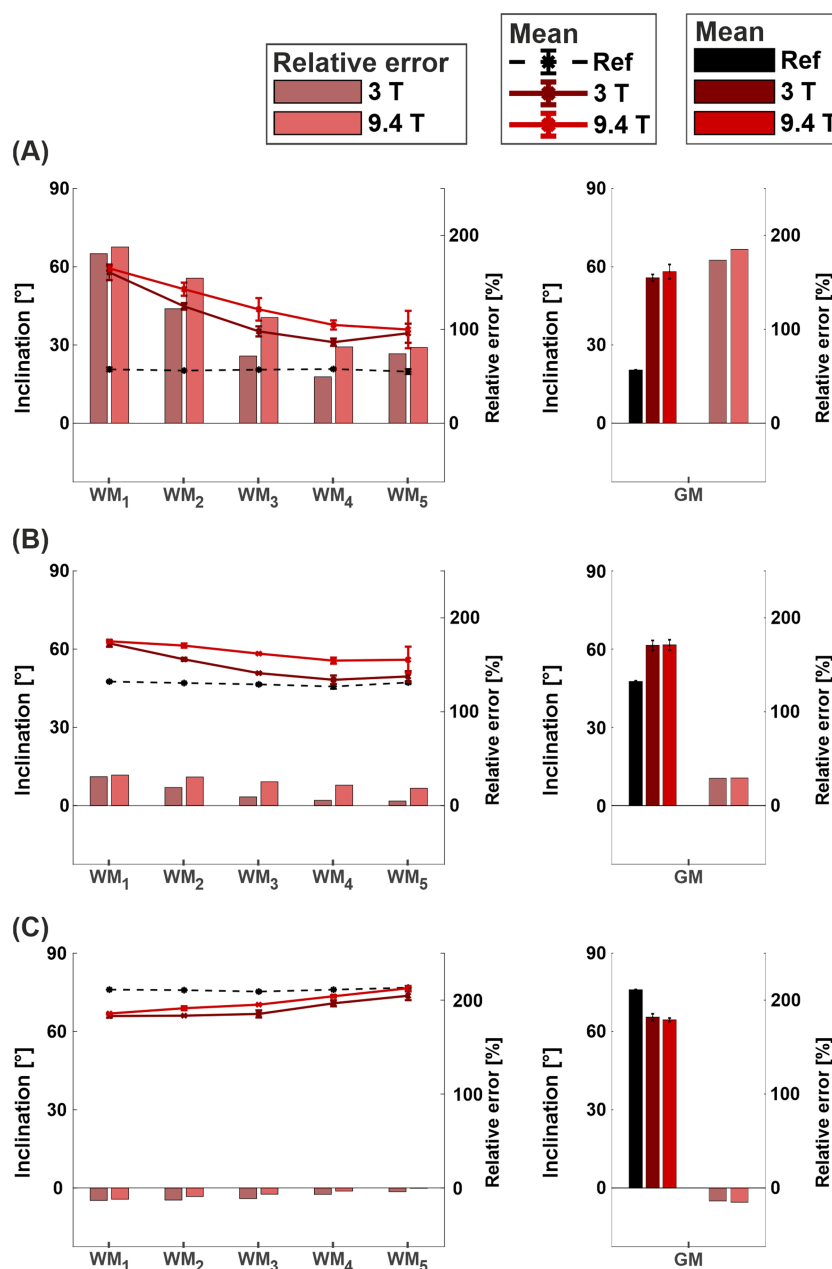 Relative error
3 T
9.4 T
Mean
Ref
3 T
9.4 T
Mean
Ref
3 T
9.4 T
(A)
90
60
30
0
Inclination [°]
200
100
0
Relative error [%]
WM1 WM2 WM3 WM4 WM5
90
60
30
0
Inclination [°]
200
100
0
Relative error [%]
GM
(B)
90
60
30
0
Inclination [°]
200
100
0
Relative error [%]
WM1 WM2 WM3 WM4 WM5
90
60
30
0
Inclination [°]
200
100
0
Relative error [%]
GM
(C)
90
60
30
0
Inclination [°]
200
100
0
Relative error [%]
WM1 WM2 WM3 WM4 WM5
90
60
30
0
Inclination [°]
200
100
0
Relative error [%]
GM